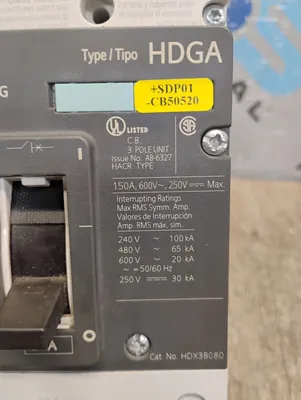 Type / Tipo HDGA
G
+SDP01
-CB50520
UL LISTED
C.B.
3 POLE UNIT
Issue No. AB-6327
HACR TYPE
SA
150A, 600V~, 250V⎓ Max.
Interrupting Ratings
Max RMS Symm. Amp.
Valores de Interrupción
Amp. RMS máx, sim.
240 V ~ 100 kA
480 V ~ 65 kA
600 V ~ 20 kA
~ = 50/60 Hz
250 V ⎓ 30 kA
I
O
A
Cat. No. HDX3B080